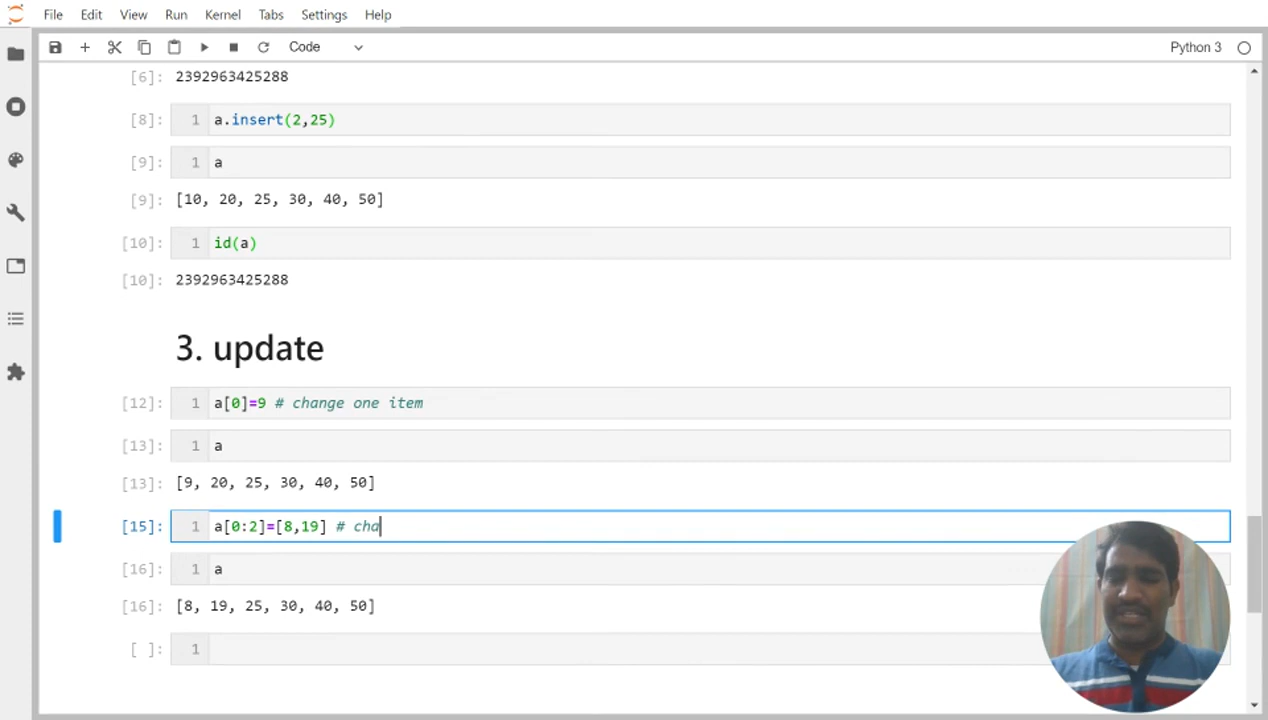 File Edit View Run Kernel Tabs Settings Help
Code Python 3
[6]: 2392963425288
[8]: 1 a.insert(2,25)
[9]: 1 a
[9]: [10, 20, 25, 30, 40, 50]
[10]: 1 id(a)
[10]: 2392963425288
3. update
[12]: 1 a[0]=9 # change one item
[13]: 1 a
[13]: [9, 20, 25, 30, 40, 50]
[15]: 1 a[0:2]=[8,19] # cha
[16]: 1 a
[16]: [8, 19, 25, 30, 40, 50]
[ ]: 1